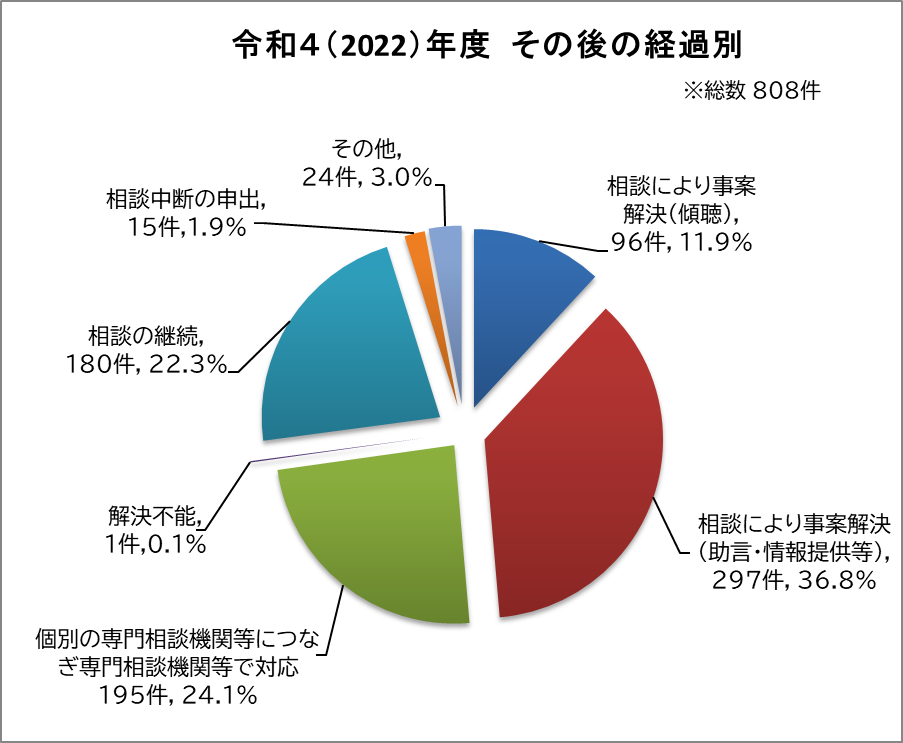 令和４（2022）年度　その後の経過別
※総数 808件
その他,
24件, 3.0%
相談中断の申出,
15件,1.9%
相談により事案
解決（傾聴）,
96件, 11.9%
相談の継続,
180件, 22.3%
解決不能,
1件,0.1%
相談により事案解決
（助言・情報提供等）,
297件, 36.8%
個別の専門相談機関等につな
ぎ専門相談機関等で対応
195件, 24.1%